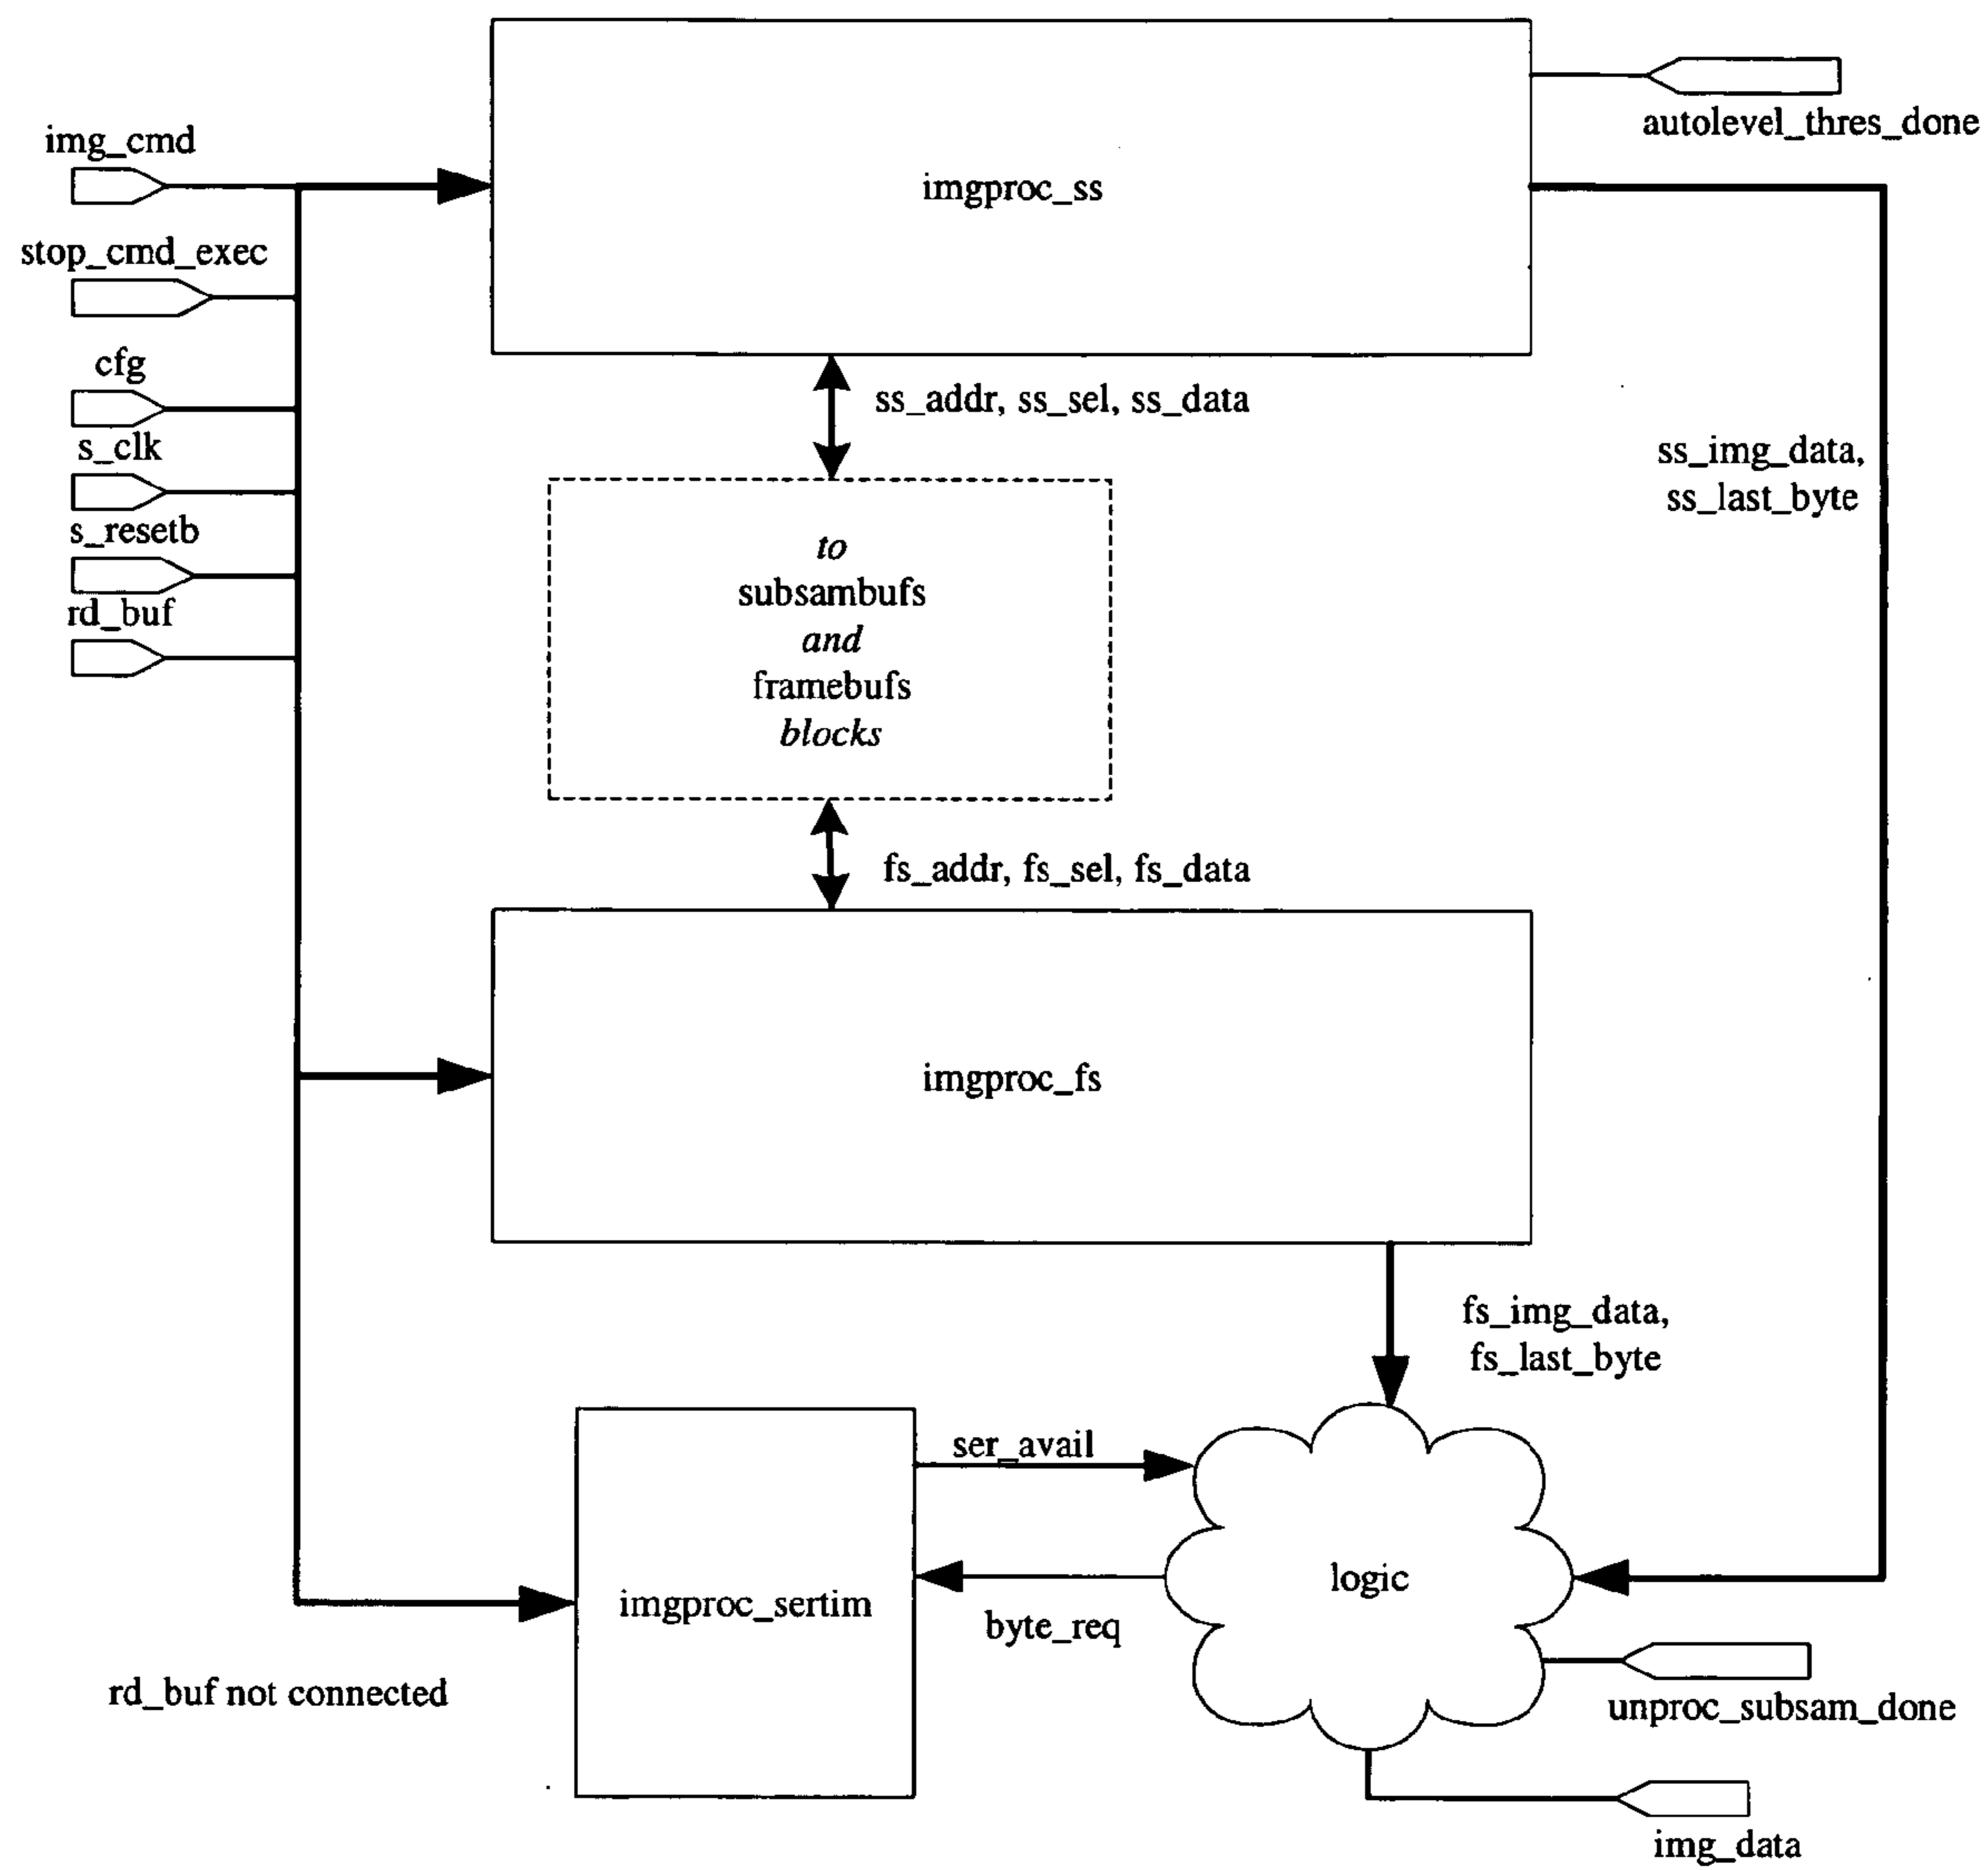 autolevel_thres_done
img_cmd
imgproc_ss
stop_cmd_exec
cfg
ss_addr, ss_sel, ss_data
s_clk
ss_img_data,
ss_last_byte
s_resetb
to
subsambufs
rd_buf
and
framebufs
blocks
fs_addr, fs_sel, fs_data
imgproc_fs
fs_img_data,
fs_last_byte
ser_avail
logic
imgproc_sertim
byte_req
rd_buf not connected
unproc_subsam_done
img_data